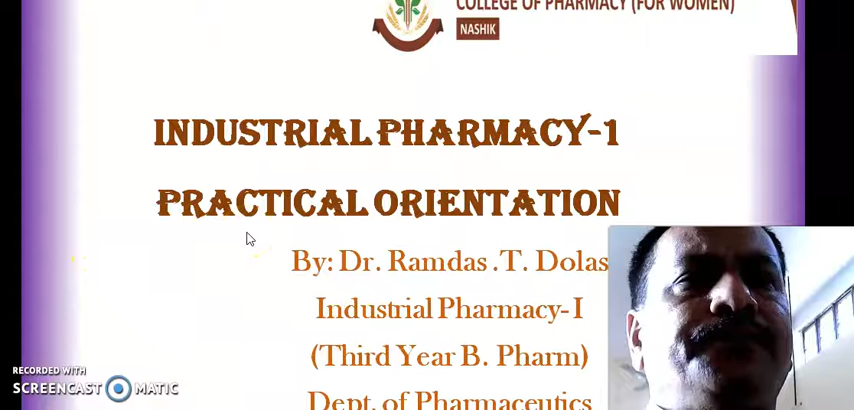 COLLEGE OF PHARMACY (FOR WOMEN)
NASHIK
INDUSTRIAL PHARMACY-1
PRACTICAL ORIENTATION
By: Dr. Ramdas .T. Dolas
Industrial Pharmacy-I
(Third Year B. Pharm)
Dept. of Pharmaceutics
RECORDED WITH
SCREENCAST MATIC